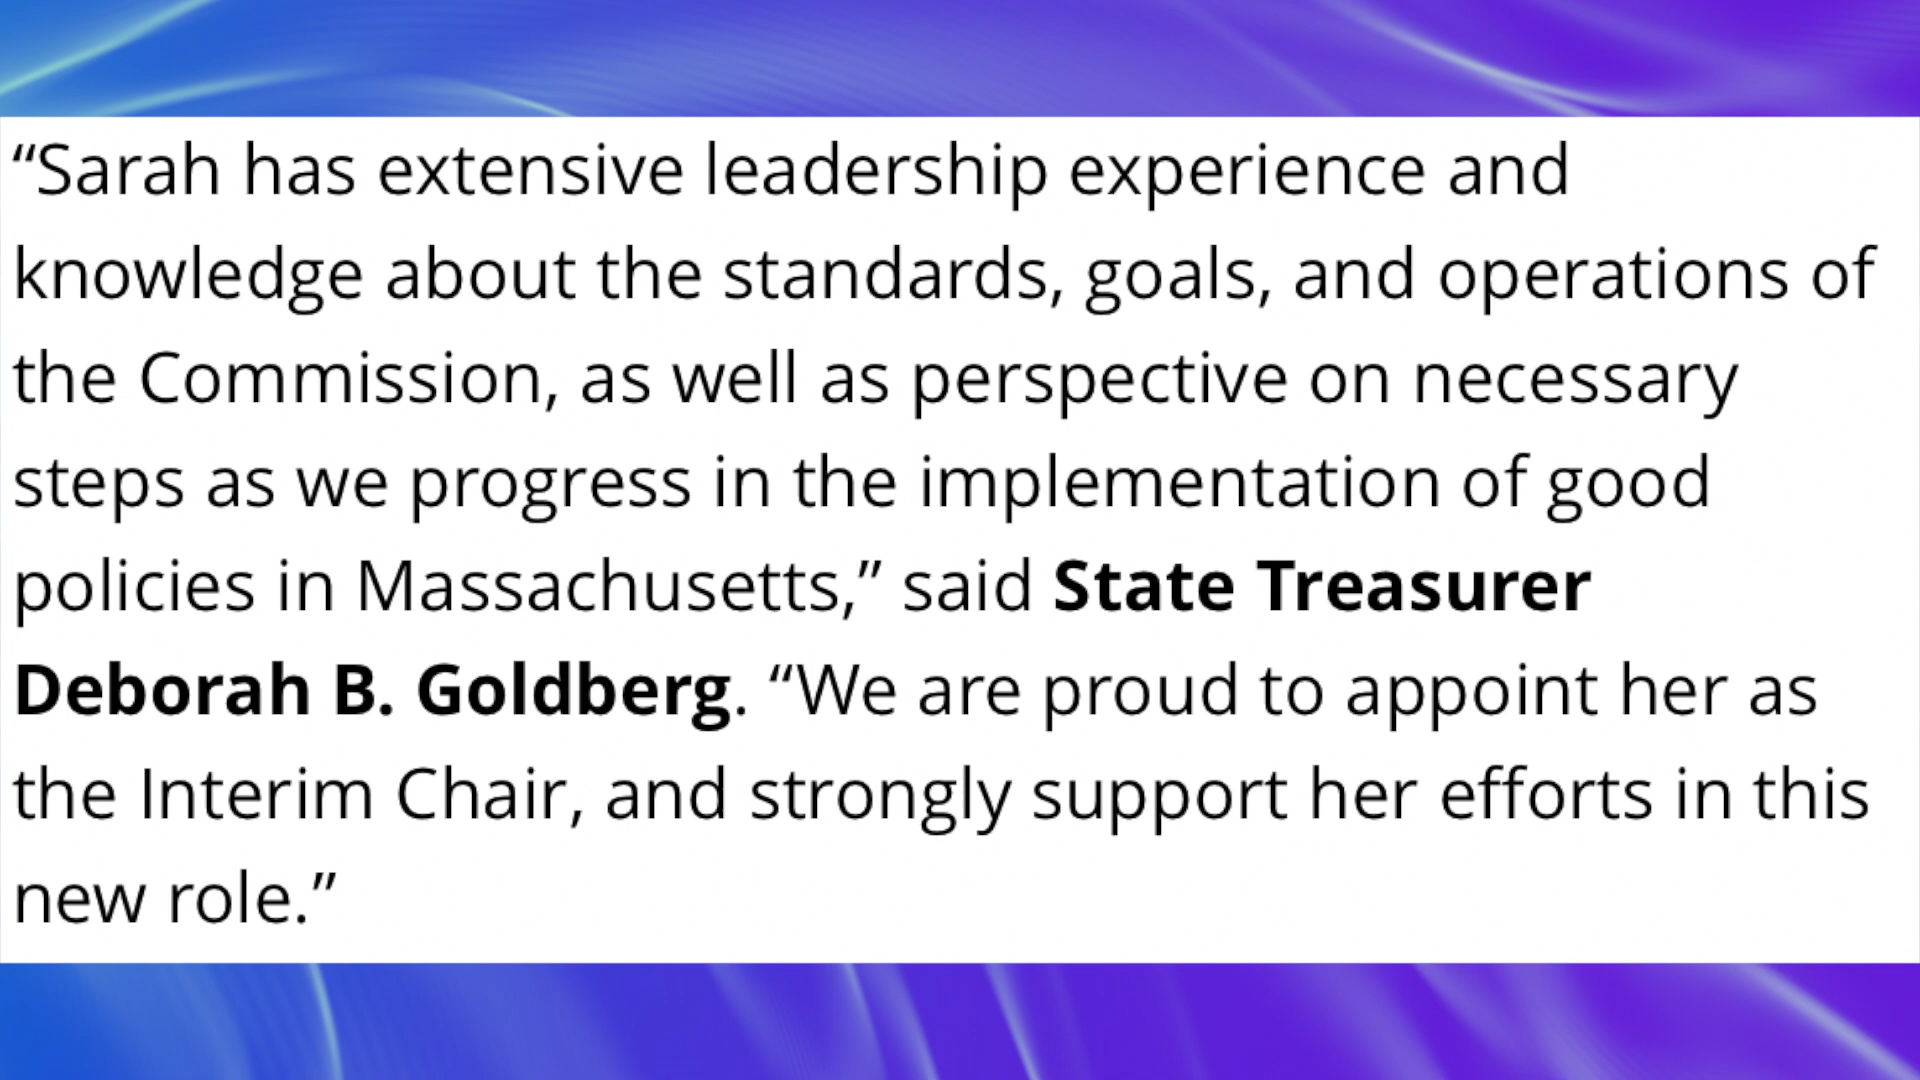 “Sarah has extensive leadership experience and
knowledge about the standards, goals, and operations of
the Commission, as well as perspective on necessary
steps as we progress in the implementation of good
policies in Massachusetts,” said State Treasurer
Deborah B. Goldberg. “We are proud to appoint her as
the Interim Chair, and strongly support her efforts in this
new role.”